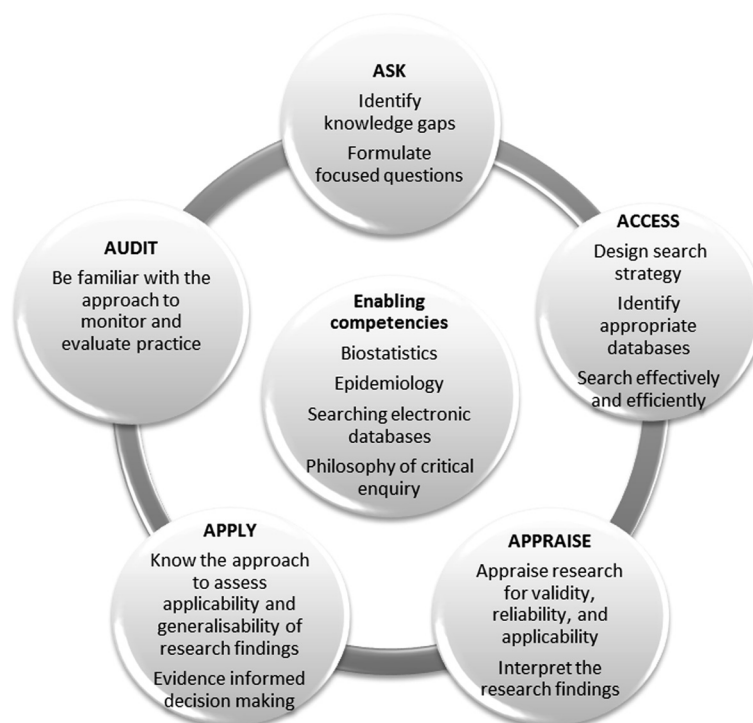 ASK
Identify
knowledge gaps
Formulate
focused questions
ACCESS
Design search
strategy
Identify
appropriate
databases
Search effectively
and efficiently
APPRAISE
Appraise research
for validity,
reliability, and
applicability
Interpret the
research findings
APPLY
Know the approach
to assess
applicability and
generalisability of
research findings
Evidence informed
decision making
AUDIT
Be familiar with the
approach to
monitor and
evaluate practice
Enabling
competencies
Biostatistics
Epidemiology
Searching electronic
databases
Philosophy of critical
enquiry